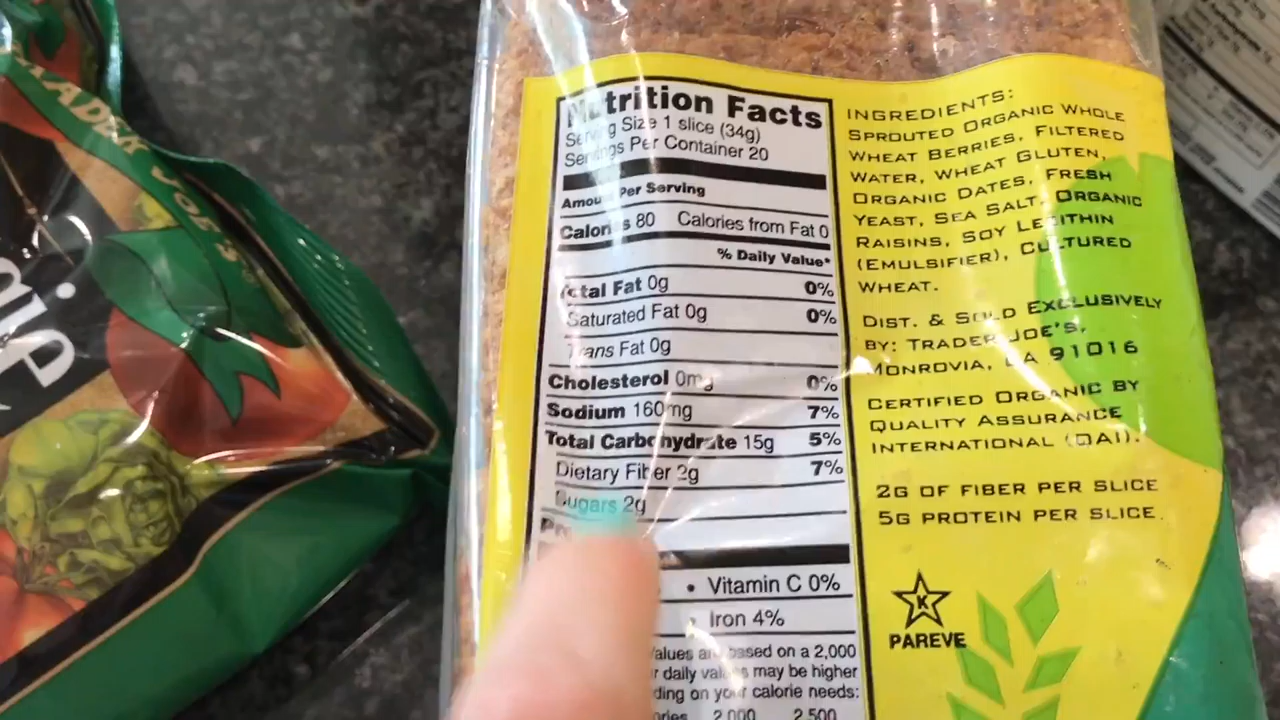 TRADER JOE'S
Nutrition Facts
Serving Size 1 slice (34g)
Servings Per Container 20
Amount Per Serving
Calories 80 Calories from Fat 0
% Daily Value*
Total Fat 0g 0%
Saturated Fat 0g 0%
Trans Fat 0g
Cholesterol 0mg 0%
Sodium 160mg 7%
Total Carbohydrate 15g 5%
Dietary Fiber 2g 7%
Sugars 2g
• Vitamin C 0%
• Iron 4%
based on a 2,000
daily values may be higher
on your calorie needs:
2,000 2,500
INGREDIENTS:
SPROUTED ORGANIC WHOLE
WHEAT BERRIES, FILTERED
WATER, WHEAT GLUTEN,
ORGANIC DATES, FRESH
YEAST, SEA SALT, ORGANIC
RAISINS, SOY LECITHIN
(EMULSIFIER), CULTURED
WHEAT.
DIST. & SOLD EXCLUSIVELY
BY: TRADER JOE'S,
MONROVIA, CA 91016
CERTIFIED ORGANIC BY
QUALITY ASSURANCE
INTERNATIONAL (QAI).
2G OF FIBER PER SLICE
5G PROTEIN PER SLICE.
K
PAREVE